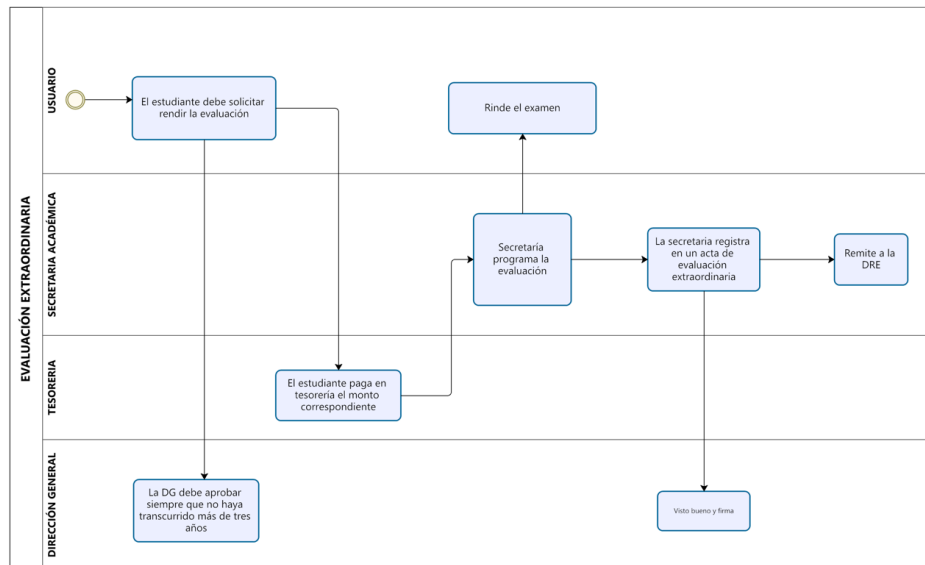 EVALUACIÓN EXTRAORDINARIA
USUARIO
El estudiante debe solicitar
rendir la evaluación
Rinde el examen
SECRETARIA ACADÉMICA
Secretaría
programa la
evaluación
La secretaria registra
en un acta de
evaluación
extraordinaria
Remite a la
DRE
TESORERIA
El estudiante paga en
tesorería el monto
correspondiente
DIRECCIÓN GENERAL
La DG debe aprobar
siempre que no haya
transcurrido más de tres
años
Visto bueno y firma